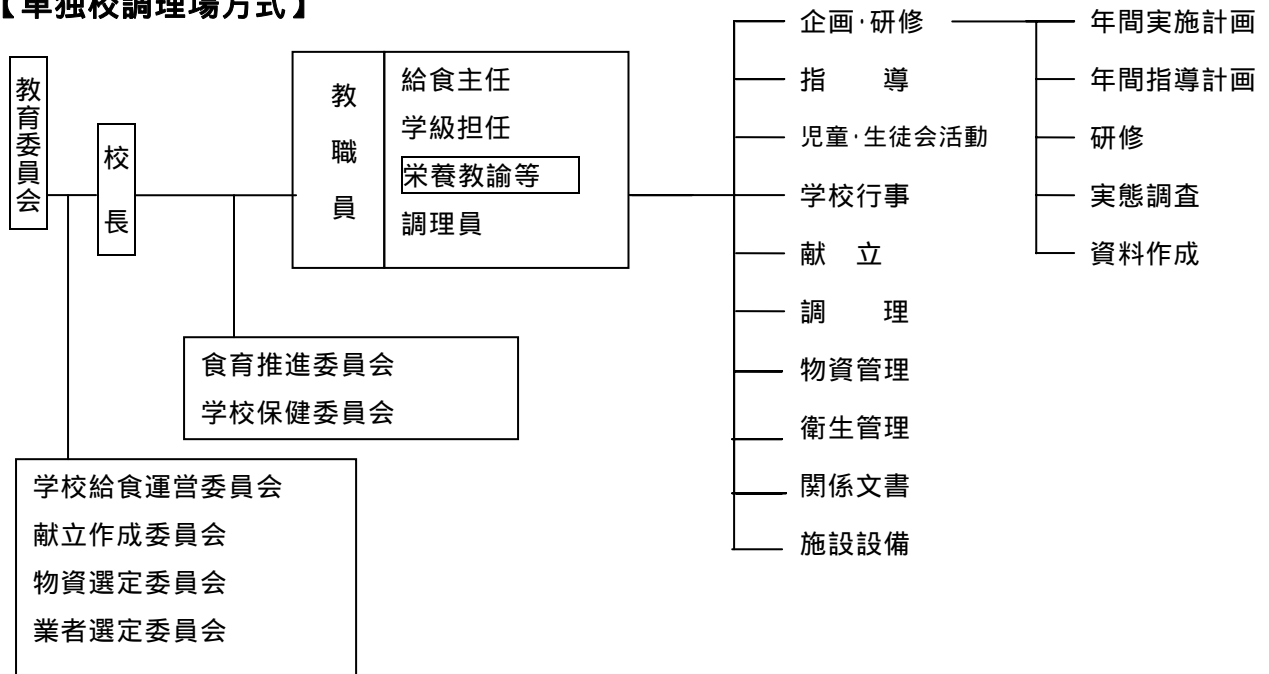 【単独校調理場方式】
教育委員会
校長
教職員
給食主任
学級担任
栄養教諭等
調理員
食育推進委員会
学校保健委員会
学校給食運営委員会
献立作成委員会
物資選定委員会
業者選定委員会
企画・研修
指　　導
児童・生徒会活動
学校行事
献　立
調　　理
物資管理
衛生管理
関係文書
施設設備
年間実施計画
年間指導計画
研修
実態調査
資料作成